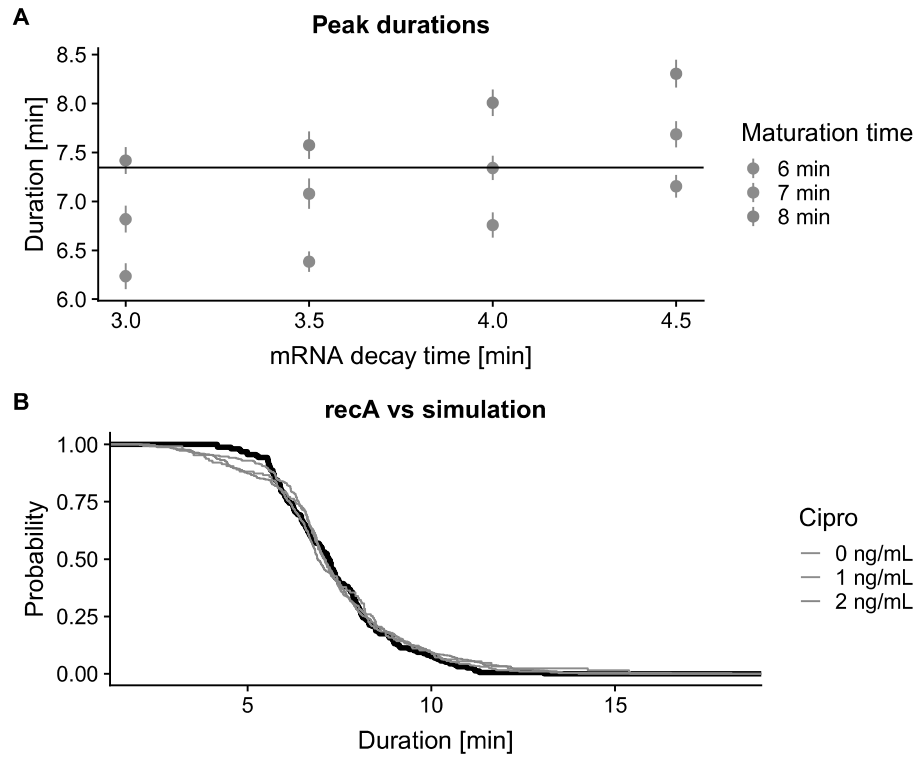 A
Peak durations
8.5
8.0
7.5
7.0
6.5
6.0
Duration [min]
3.0 3.5 4.0 4.5
mRNA decay time [min]
Maturation time
6 min
7 min
8 min
B
recA vs simulation
1.00
0.75
0.50
0.25
0.00
Probability
5 10 15
Duration [min]
Cipro
0 ng/mL
1 ng/mL
2 ng/mL